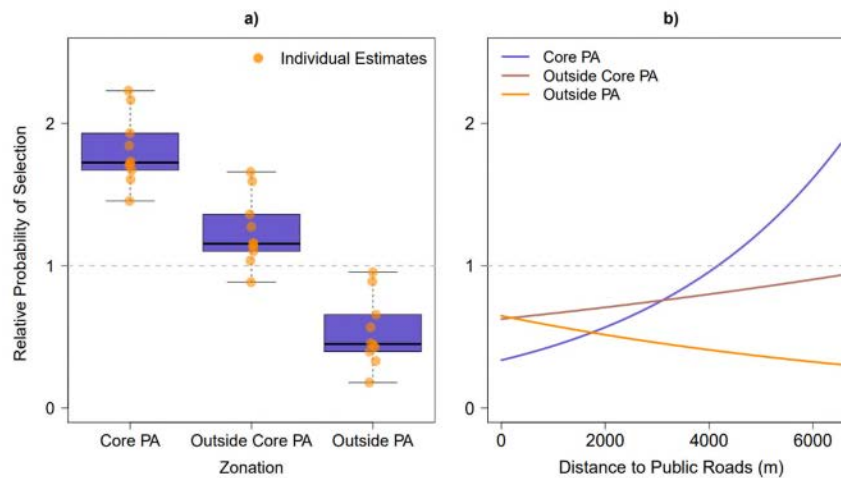 a)
Relative Probability of Selection
2
1
0
Individual Estimates
Core PA Outside Core PA Outside PA
Zonation
b)
Core PA
Outside Core PA
Outside PA
2
1
0
0 2000 4000 6000
Distance to Public Roads (m)